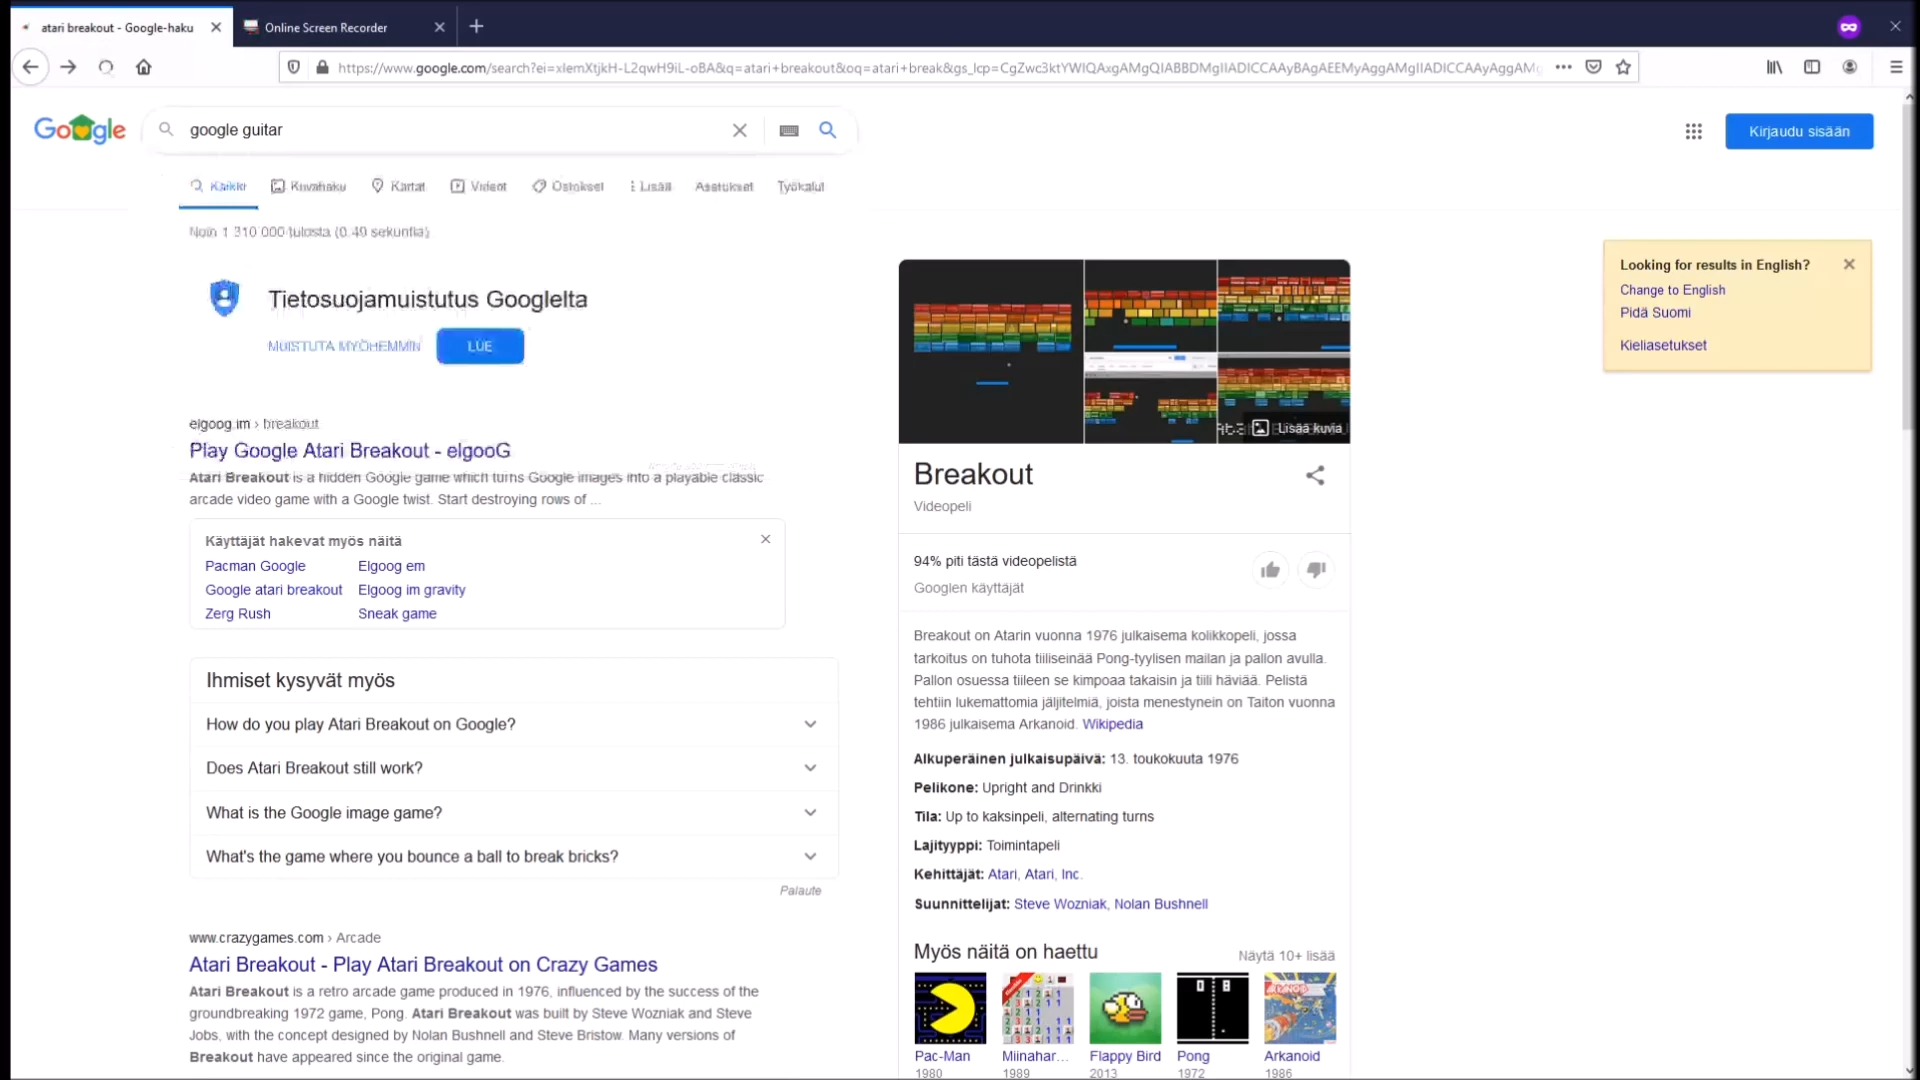 atari breakout - Google-haku
Online Screen Recorder
https://www.google.com/search?ei=xIemXtjkH-L2qwH9iL-oBA&q=atari+breakout&oq=atari+break&gs_lcp=
Google
google guitar
Kirjaudu sisään
Kaikki Kuvahaku Kartat Videot Ostokset Lisää Asetukset Työkalut
Noin 1 310 000 tulosta (0.49 sekuntia)
Tietosuojamuistutus Googlelta
MUISTUTA MYÖHEMMIN LUE
elgoog.im › breakout
Play Google Atari Breakout - elgooG
Atari Breakout is a hidden Google game which turns Google images into a playable classic
arcade video game with a Google twist. Start destroying rows of ...
Käyttäjät hakevat myös näitä
Pacman Google Elgoog em
Google atari breakout Elgoog im gravity
Zerg Rush Sneak game
Ihmiset kysyvät myös
How do you play Atari Breakout on Google?
Does Atari Breakout still work?
What is the Google image game?
What's the game where you bounce a ball to break bricks?
Palaute
www.crazygames.com › Arcade
Atari Breakout - Play Atari Breakout on Crazy Games
Atari Breakout is a retro arcade game produced in 1976, influenced by the success of the
groundbreaking 1972 game, Pong. Atari Breakout was built by Steve Wozniak and Steve
Jobs, with the concept designed by Nolan Bushnell and Steve Bristow. Many versions of
Breakout have appeared since the original game.
Lisää kuvia
Breakout
Videopeli
94% piti tästä videopelistä
Googlen käyttäjät
Breakout on Atarin vuonna 1976 julkaisema kolikkopeli, jossa
tarkoitus on tuhota tiiliseinää Pong-tyylisen mailan ja pallon avulla.
Pallon osuessa tiileen se kimpoaa takaisin ja tiili häviää. Pelistä
tehtiin lukemattomia jäljitelmiä, joista menestynein on Taiton vuonna
1986 julkaisema Arkanoid. Wikipedia
Alkuperäinen julkaisupäivä: 13. toukokuuta 1976
Pelikone: Upright and Drinkki
Tila: Up to kaksinpeli, alternating turns
Lajityyppi: Toimintapeli
Kehittäjät: Atari, Atari, Inc.
Suunnittelijat: Steve Wozniak, Nolan Bushnell
Myös näitä on haettu
Näytä 10+ lisää
Pac-Man Miinahar... Flappy Bird Pong Arkanoid
1980 1989 2013 1972 1986
Looking for results in English?
Change to English
Pidä Suomi
Kieliasetukset